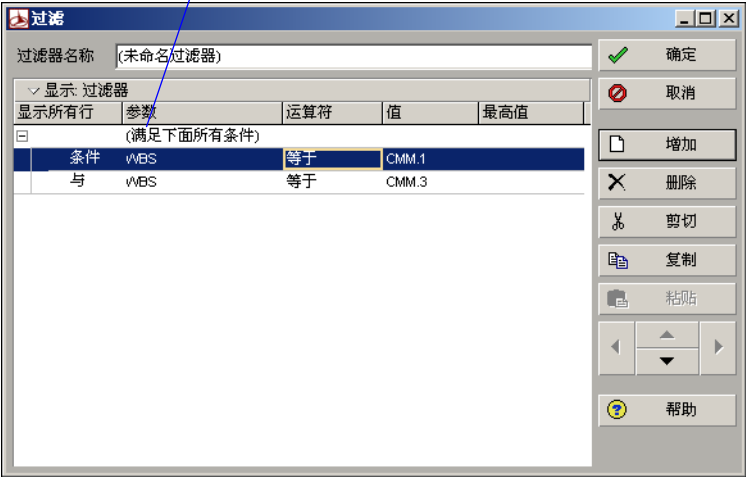 过滤
过滤器名称 (未命名过滤器) 确定
显示: 过滤器 取消
显示所有行 参数 运算符 值 最高值
(满足下面所有条件) 增加
条件 WBS 等于 CMM.1
与 WBS 等于 CMM.3 删除
剪切
复制
粘贴
帮助